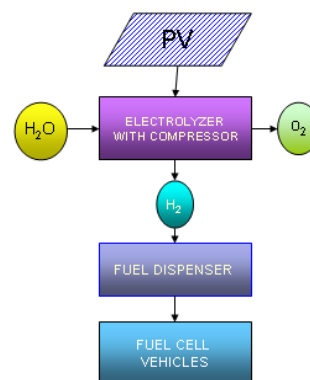 PV
H₂O
ELECTROLYZER
WITH COMPRESSOR
O₂
H₂
FUEL DISPENSER
FUEL CELL
VEHICLES